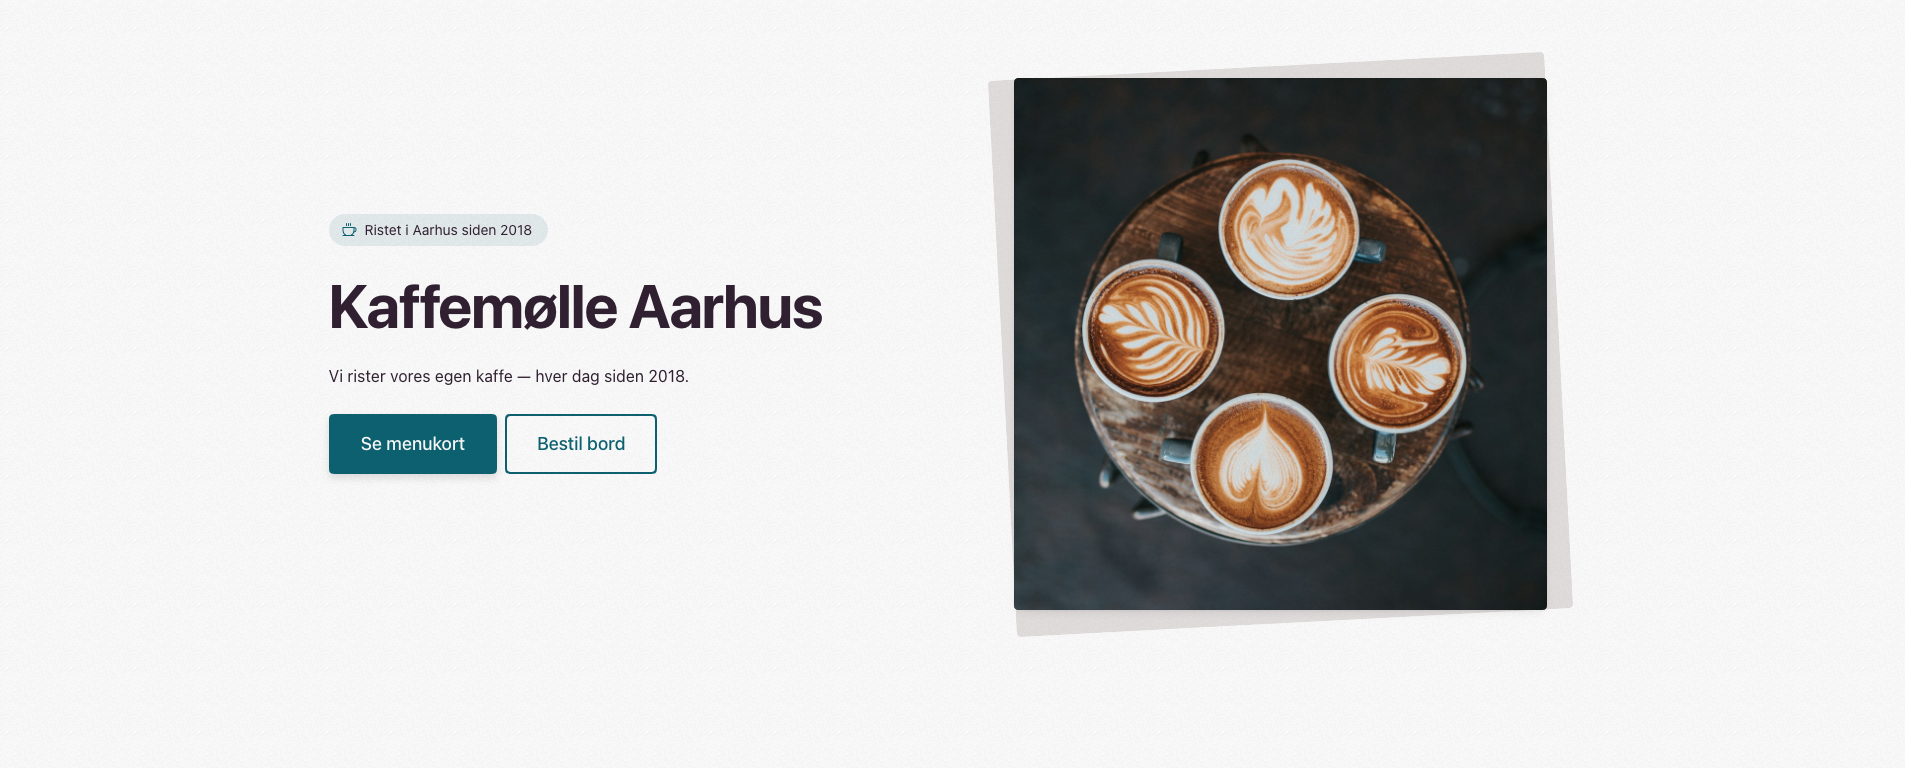 Ristet i Aarhus siden 2018
Kaffemølle Aarhus
Vi rister vores egen kaffe — hver dag siden 2018.
Se menukort
Bestil bord